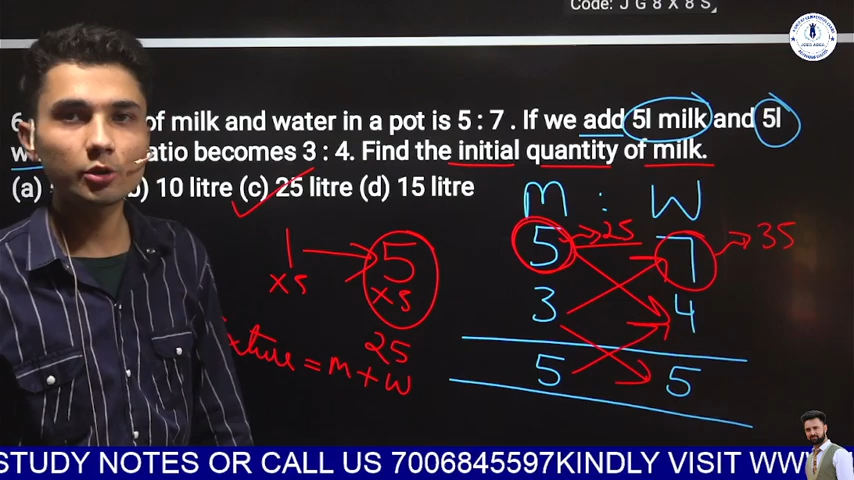 Code: J G 8 X 8 S
of milk and water in a pot is 5 : 7 . If we add 5l milk and 5l
ratio becomes 3 : 4. Find the initial quantity of milk.
(a) 10 litre (c) 25 litre (d) 15 litre
M : W
5 → 25 7 → 35
1 → 5
x5 x5
3 4
25
= M + W
5 5
STUDY NOTES OR CALL US 7006845597KINDLY VISIT WWW